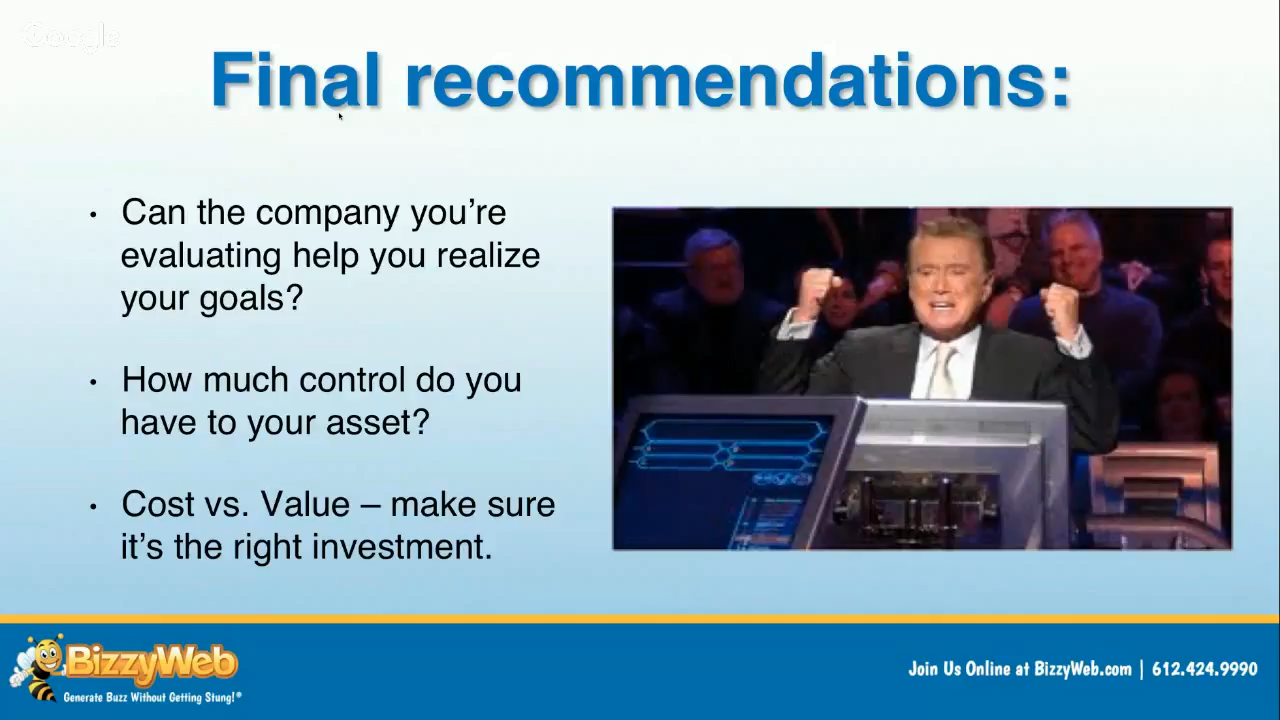 Google
Final recommendations:
• Can the company you’re
evaluating help you realize
your goals?
• How much control do you
have to your asset?
• Cost vs. Value – make sure
it’s the right investment.
BizzyWeb
Generate Buzz Without Getting Stung!®
Join Us Online at BizzyWeb.com | 612.424.9990